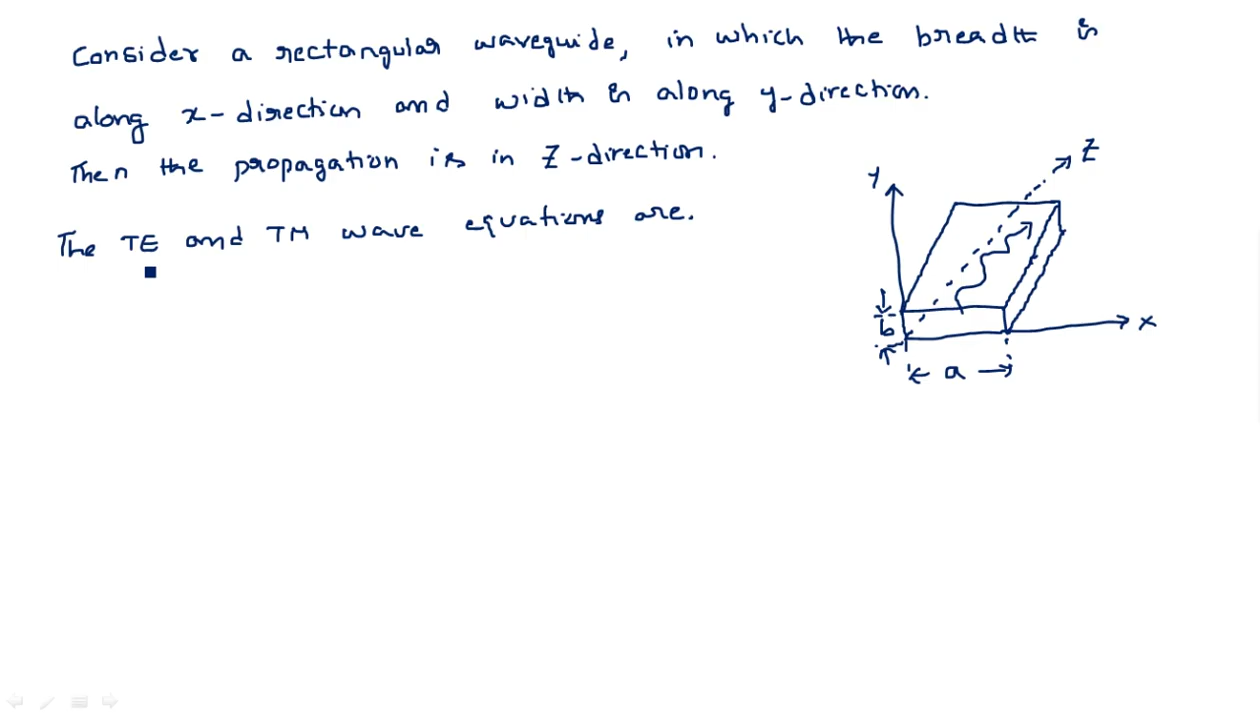 Consider a rectangular waveguide, in which the breadth is
along x-direction and width is along y-direction.
Then the propagation is in Z-direction.
The TE and TM wave equations are.
Y
Z
b
x
a